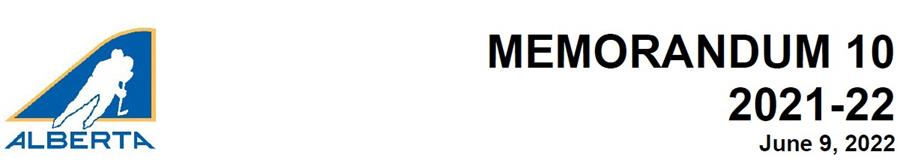 ALBERTA
MEMORANDUM 10
2021-22
June 9, 2022